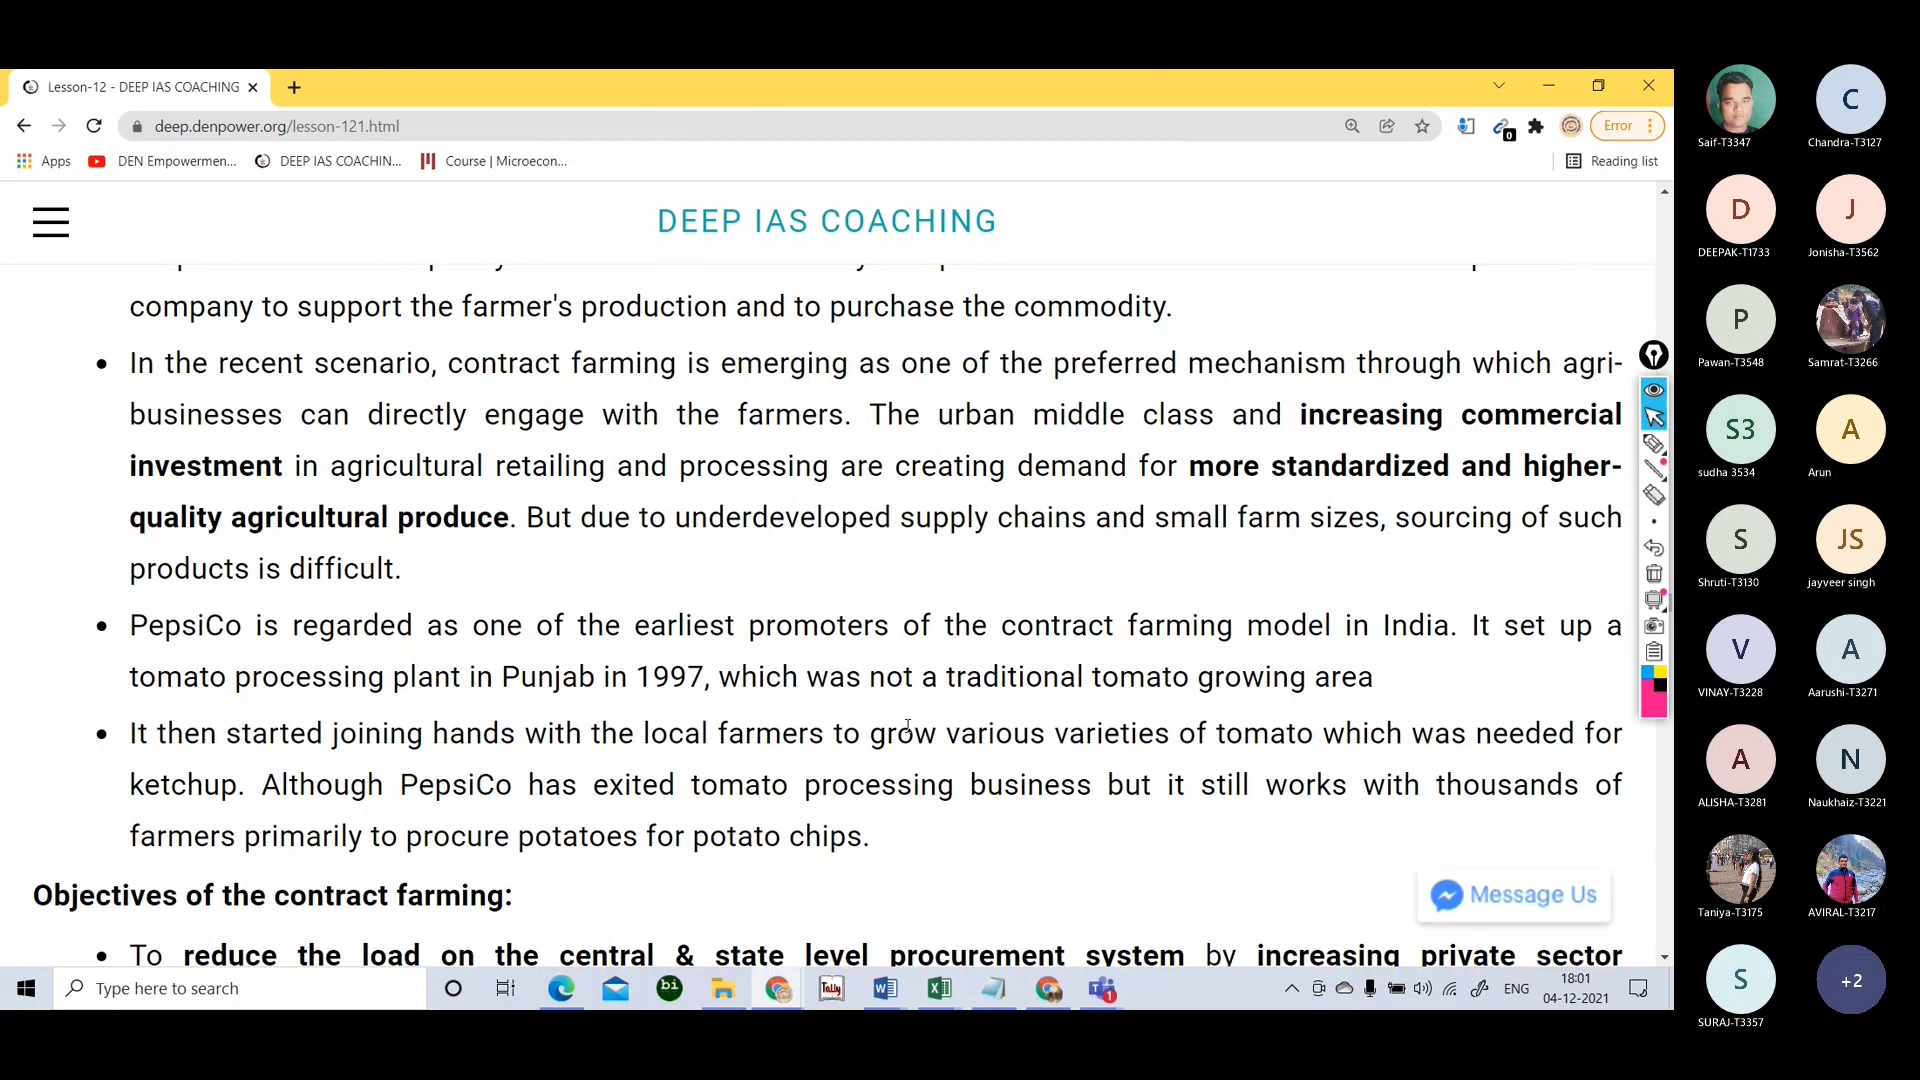 Lesson-12 - DEEP IAS COACHING
deep.denpower.org/lesson-121.html
0
Error
Apps
DEN Empowermen...
DEEP IAS COACHIN...
Course | Microecon...
Reading list
DEEP IAS COACHING
company to support the farmer's production and to purchase the commodity.
In the recent scenario, contract farming is emerging as one of the preferred mechanism through which agri-
businesses can directly engage with the farmers. The urban middle class and increasing commercial
investment in agricultural retailing and processing are creating demand for more standardized and higher-
quality agricultural produce. But due to underdeveloped supply chains and small farm sizes, sourcing of such
products is difficult.
PepsiCo is regarded as one of the earliest promoters of the contract farming model in India. It set up a
tomato processing plant in Punjab in 1997, which was not a traditional tomato growing area
It then started joining hands with the local farmers to grow various varieties of tomato which was needed for
ketchup. Although PepsiCo has exited tomato processing business but it still works with thousands of
farmers primarily to procure potatoes for potato chips.
Objectives of the contract farming:
To reduce the load on the central & state level procurement system by increasing private sector
Message Us
Type here to search
bi
Tally
1
ENG
18:01
04-12-2021
Saif-T3347
C
Chandra-T3127
D
DEEPAK-T1733
J
Jonisha-T3562
P
Pawan-T3548
Samrat-T3266
S3
sudha 3534
A
Arun
S
Shruti-T3130
JS
jayveer singh
V
VINAY-T3228
A
Aarushi-T3271
A
ALISHA-T3281
N
Naukhaiz-T3221
Taniya-T3175
AVIRAL-T3217
S
SURAJ-T3357
+2